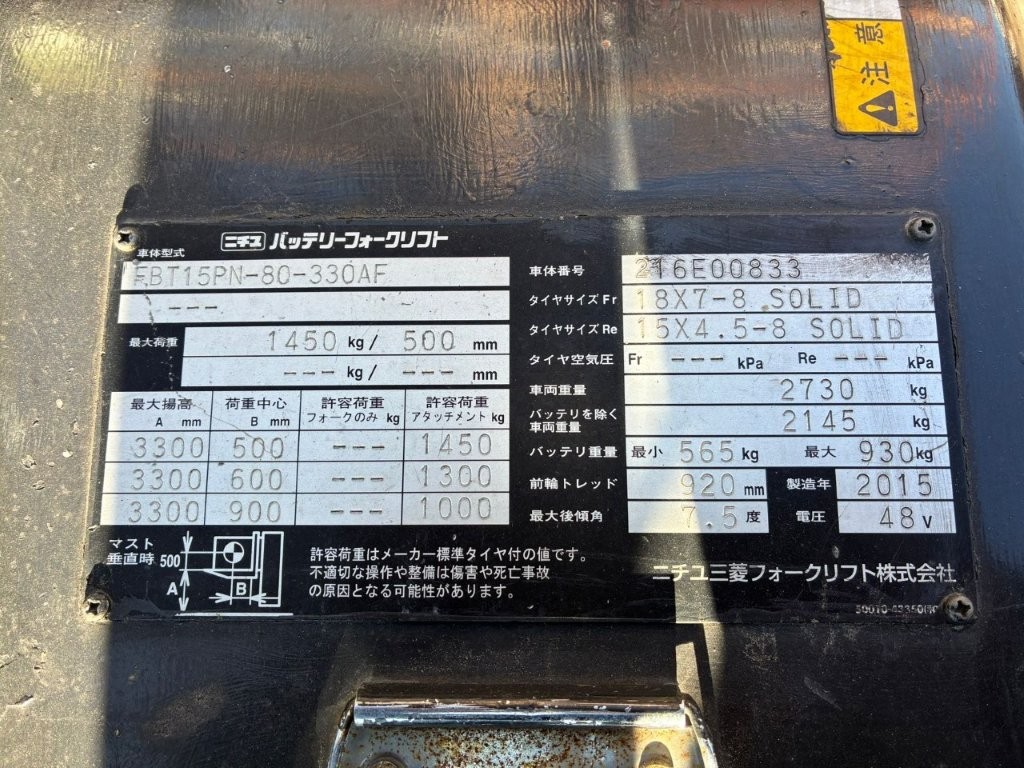 注意
ニチユ バッテリーフォークリフト
車体型式
FBT15PN-80-330AF
---
最大荷重 1450 kg/ 500 mm
--- kg/ --- mm
最大揚高 A mm 荷重中心 B mm 許容荷重 フォークのみ kg 許容荷重 アタッチメント kg
3300 500 --- 1450
3300 600 --- 1300
3300 900 --- 1000
マスト
垂直時 500
A B
許容荷重はメーカー標準タイヤ付の値です。
不適切な操作や整備は傷害や死亡事故
の原因となる可能性があります。
車体番号 216E00833
タイヤサイズ Fr 18X7-8 SOLID
タイヤサイズ Re 15X4.5-8 SOLID
タイヤ空気圧 Fr --- kPa Re --- kPa
車両重量 2730 kg
バッテリを除く
車両重量 2145 kg
バッテリ重量 最小 565 kg 最大 930 kg
前輪トレッド 920 mm 製造年 2015
最大後傾角 7.5 度 電圧 48 V
ニチユ三菱フォークリフト株式会社